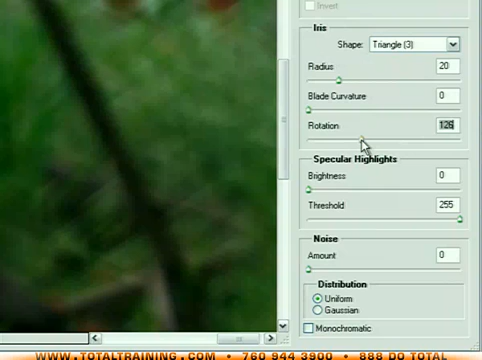 Invert
Iris
Shape: Triangle (3)
Radius 20
Blade Curvature 0
Rotation 126
Specular Highlights
Brightness 0
Threshold 255
Noise
Amount 0
Distribution
Uniform
Gaussian
Monochromatic
WWW.TOTALTRAINING.COM • 760 944 3900 • 888 DO TOTAL